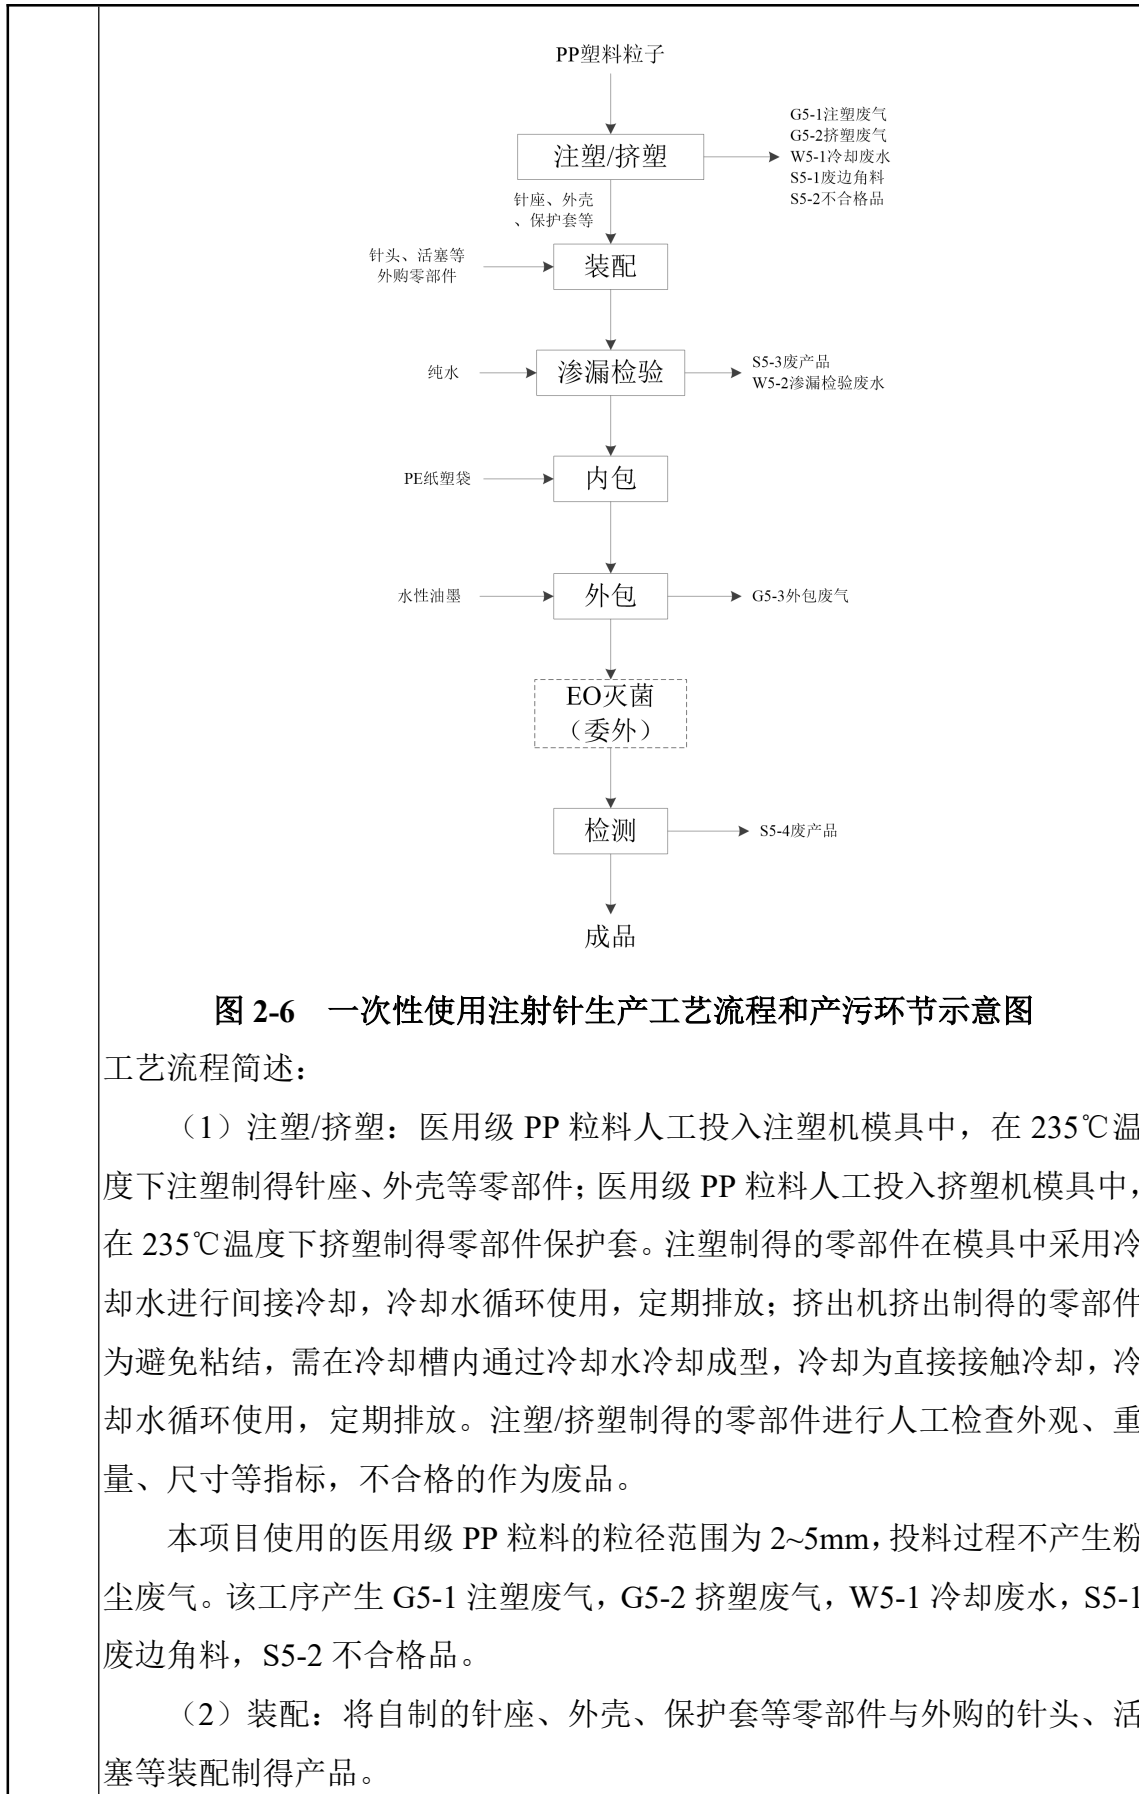 PP塑料粒子
注塑/挤塑
G5-1注塑废气
G5-2挤塑废气
W5-1冷却废水
S5-1废边角料
S5-2不合格品
针座、外壳
、保护套等
针头、活塞等
外购零部件
装配
纯水
渗漏检验
S5-3废产品
W5-2渗漏检验废水
PE纸塑袋
内包
水性油墨
外包
G5-3外包废气
EO灭菌
（委外）
检测
S5-4废产品
成品
图 2-6　一次性使用注射针生产工艺流程和产污环节示意图
工艺流程简述：
（1）注塑/挤塑：医用级 PP 粒料人工投入注塑机模具中，在 235℃温
度下注塑制得针座、外壳等零部件；医用级 PP 粒料人工投入挤塑机模具中，
在 235℃温度下挤塑制得零部件保护套。注塑制得的零部件在模具中采用冷
却水进行间接冷却，冷却水循环使用，定期排放；挤出机挤出制得的零部件
为避免粘结，需在冷却槽内通过冷却水冷却成型，冷却为直接接触冷却，冷
却水循环使用，定期排放。注塑/挤塑制得的零部件进行人工检查外观、重
量、尺寸等指标，不合格的作为废品。
本项目使用的医用级 PP 粒料的粒径范围为 2~5mm，投料过程不产生粉
尘废气。该工序产生 G5-1 注塑废气，G5-2 挤塑废气，W5-1 冷却废水，S5-1
废边角料，S5-2 不合格品。
（2）装配：将自制的针座、外壳、保护套等零部件与外购的针头、活
塞等装配制得产品。